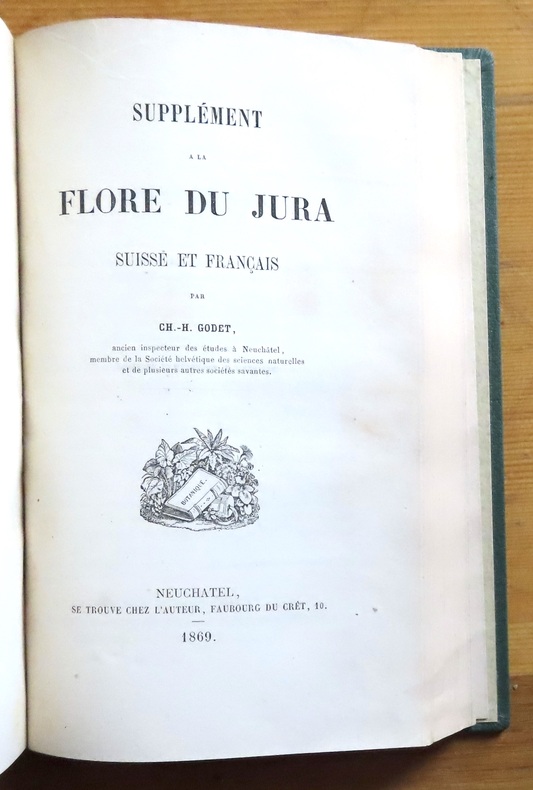 SUPPLÉMENT
A LA
FLORE DU JURA
SUISSE ET FRANÇAIS
PAR
CH.-H. GODET,
ancien inspecteur des études à Neuchâtel,
membre de la Société helvétique des sciences naturelles
et de plusieurs autres sociétés savantes.
BOTANIQUE.
NEUCHATEL,
SE TROUVE CHEZ L'AUTEUR, FAUBOURG DU CRÊT, 10.
1869.